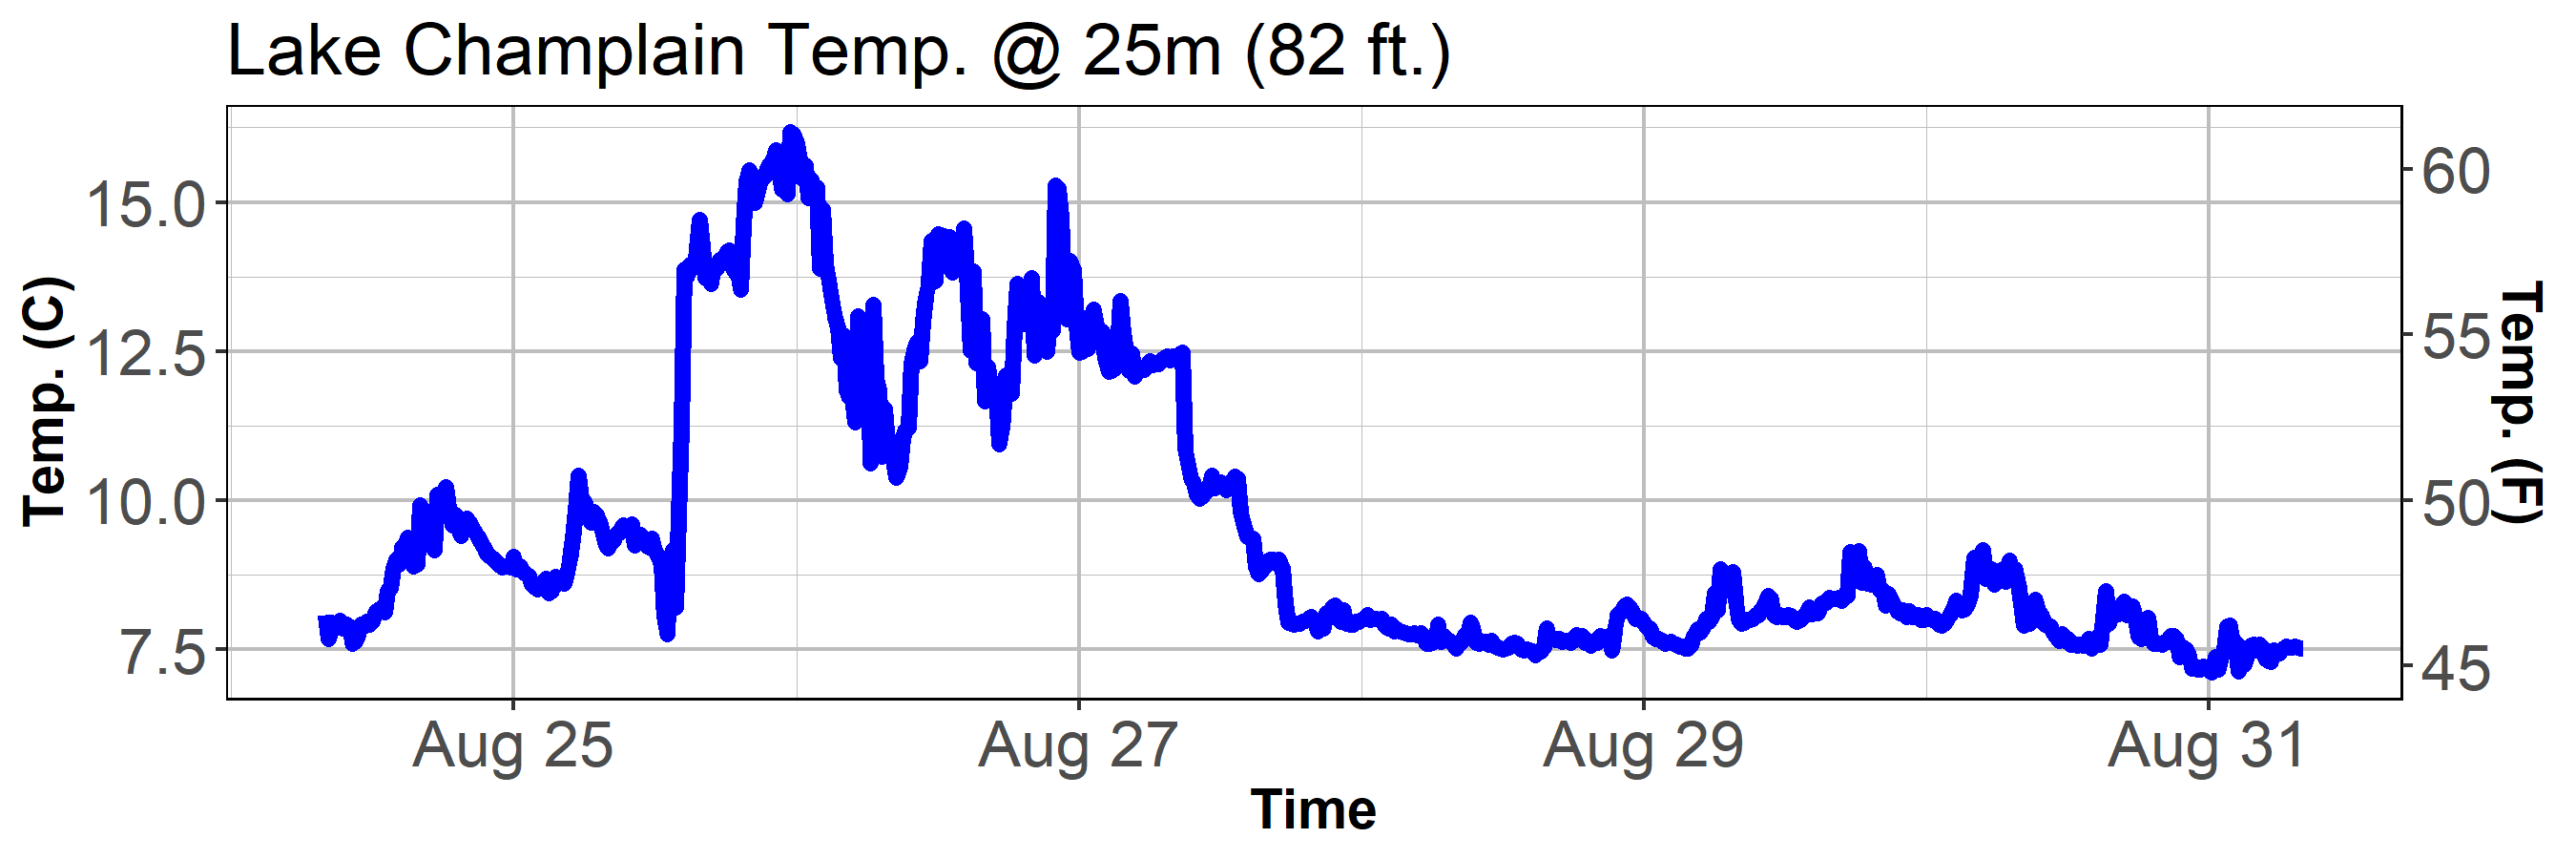 Lake Champlain Temp. @ 25m (82 ft.)
Temp. (C)
15.0
12.5
10.0
7.5
60
55
50
45
Temp. (F)
Aug 25
Aug 27
Aug 29
Aug 31
Time